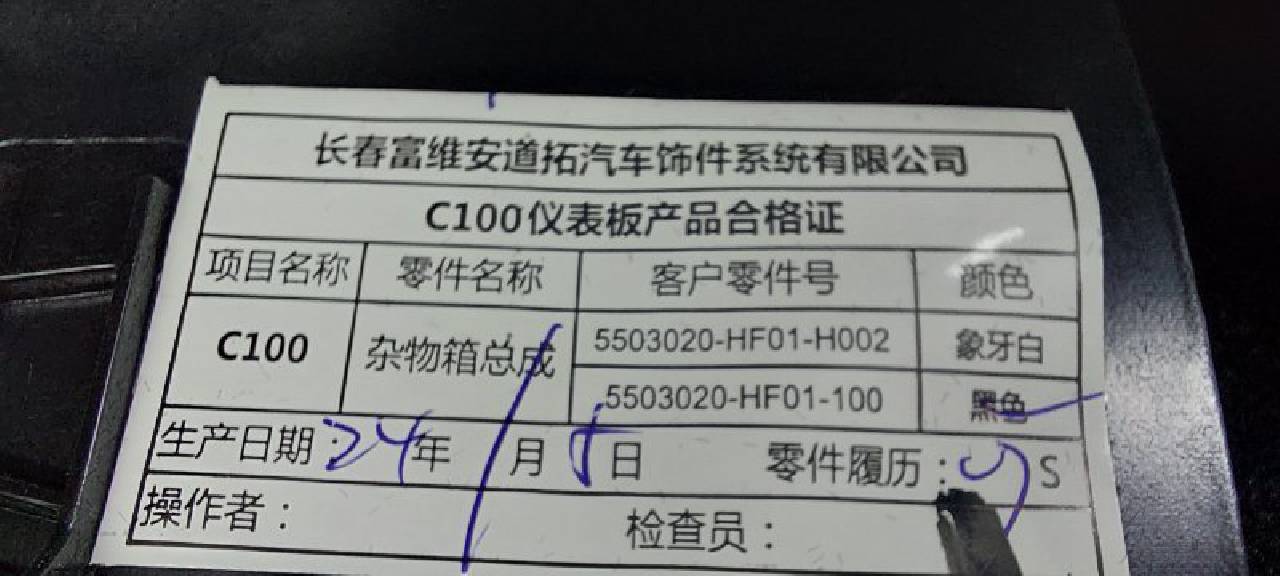 长春富维安道拓汽车饰件系统有限公司
C100仪表板产品合格证
项目名称 零件名称 客户零件号 颜色
C100 杂物箱总成 5503020-HF01-H002 象牙白
5503020-HF01-100 黑色
生产日期：24年1月 日 零件履历： S
操作者： 检查员：